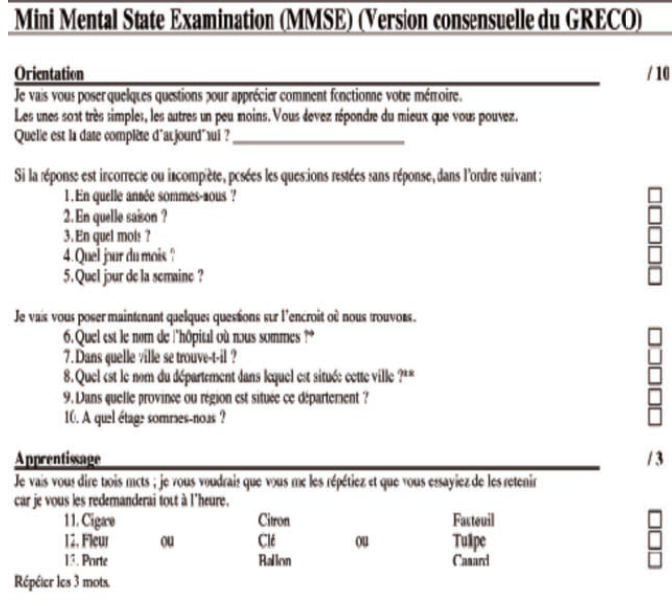 Mini Mental State Examination (MMSE) (Version consensuelle du GRECO)
Orientation / 10
Je vais vous poser quelques questions pour apprécier comment fonctionne votre mémoire.
Les unes sont très simples, les autres un peu moins. Vous devez répondre du mieux que vous pouvez.
Quelle est la date complète d'aujourd'hui ? ____________________
Si la réponse est incorrecte ou incomplète, posées les questions restées sans réponse, dans l'ordre suivant :
1. En quelle année sommes-nous ?
2. En quelle saison ?
3. En quel mois ?
4. Quel jour du mois ?
5. Quel jour de la semaine ?
Je vais vous poser maintenant quelques questions sur l'endroit où nous trouvons.
6. Quel est le nom de l'hôpital où nous sommes ?*
7. Dans quelle ville se trouve-t-il ?
8. Quel est le nom du département dans lequel est située cette ville ?**
9. Dans quelle province ou région est située ce département ?
10. A quel étage sommes-nous ?
Apprentissage / 3
Je vais vous dire trois mots ; je vous voudrais que vous me les répétiez et que vous essayiez de les retenir
car je vous les redemanderai tout à l'heure.
11. Cigare Citron Fauteuil
12. Fleur ou Clé ou Tulipe
13. Porte Ballon Canard
Répéter les 3 mots.